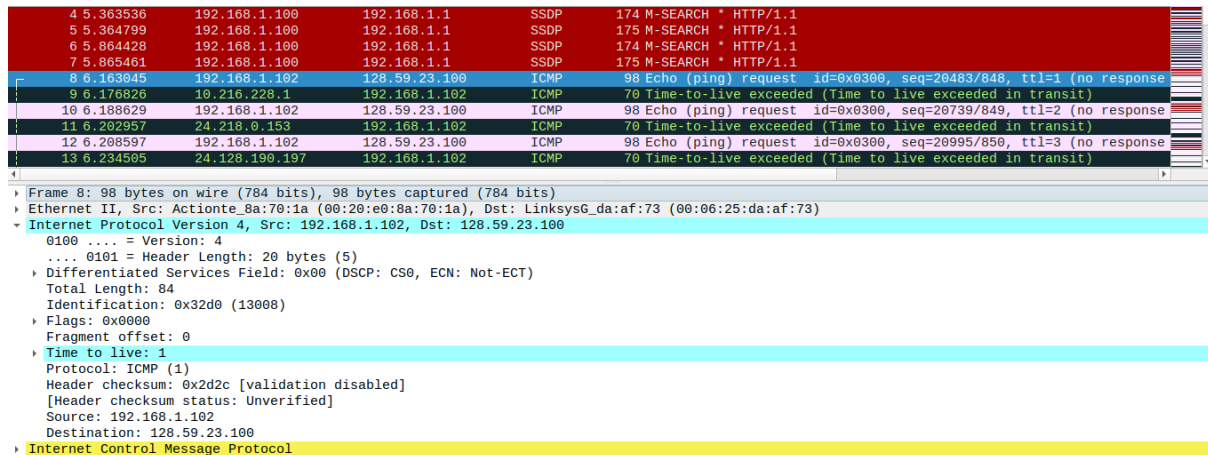 4 5.363536 192.168.1.100 192.168.1.1 SSDP 174 M-SEARCH * HTTP/1.1
5 5.364799 192.168.1.100 192.168.1.1 SSDP 175 M-SEARCH * HTTP/1.1
6 5.864428 192.168.1.100 192.168.1.1 SSDP 174 M-SEARCH * HTTP/1.1
7 5.865461 192.168.1.100 192.168.1.1 SSDP 175 M-SEARCH * HTTP/1.1
8 6.163045 192.168.1.102 128.59.23.100 ICMP 98 Echo (ping) request id=0x0300, seq=20483/848, ttl=1 (no response
9 6.176826 10.216.228.1 192.168.1.102 ICMP 70 Time-to-live exceeded (Time to live exceeded in transit)
10 6.188629 192.168.1.102 128.59.23.100 ICMP 98 Echo (ping) request id=0x0300, seq=20739/849, ttl=2 (no response
11 6.202957 24.218.0.153 192.168.1.102 ICMP 70 Time-to-live exceeded (Time to live exceeded in transit)
12 6.208597 192.168.1.102 128.59.23.100 ICMP 98 Echo (ping) request id=0x0300, seq=20995/850, ttl=3 (no response
13 6.234505 24.128.190.197 192.168.1.102 ICMP 70 Time-to-live exceeded (Time to live exceeded in transit)
Frame 8: 98 bytes on wire (784 bits), 98 bytes captured (784 bits)
Ethernet II, Src: Actionte_8a:70:1a (00:20:e0:8a:70:1a), Dst: LinksysG_da:af:73 (00:06:25:da:af:73)
Internet Protocol Version 4, Src: 192.168.1.102, Dst: 128.59.23.100
0100 .... = Version: 4
.... 0101 = Header Length: 20 bytes (5)
Differentiated Services Field: 0x00 (DSCP: CS0, ECN: Not-ECT)
Total Length: 84
Identification: 0x32d0 (13008)
Flags: 0x0000
Fragment offset: 0
Time to live: 1
Protocol: ICMP (1)
Header checksum: 0x2d2c [validation disabled]
[Header checksum status: Unverified]
Source: 192.168.1.102
Destination: 128.59.23.100
Internet Control Message Protocol